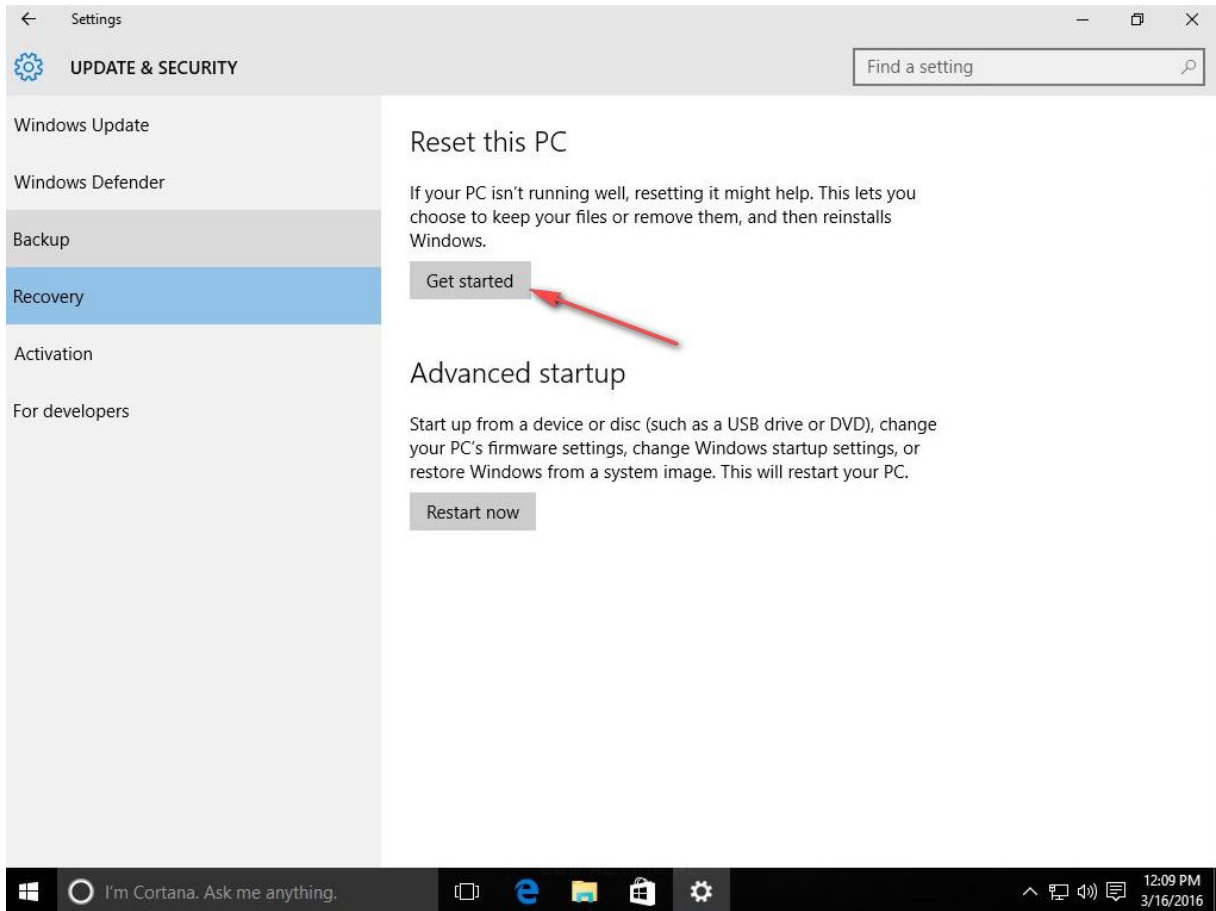 Settings
UPDATE & SECURITY
Find a setting
Windows Update
Windows Defender
Backup
Recovery
Activation
For developers
Reset this PC
If your PC isn’t running well, resetting it might help. This lets you
choose to keep your files or remove them, and then reinstalls
Windows.
Get started
Advanced startup
Start up from a device or disc (such as a USB drive or DVD), change
your PC’s firmware settings, change Windows startup settings, or
restore Windows from a system image. This will restart your PC.
Restart now
I'm Cortana. Ask me anything.
12:09 PM
3/16/2016